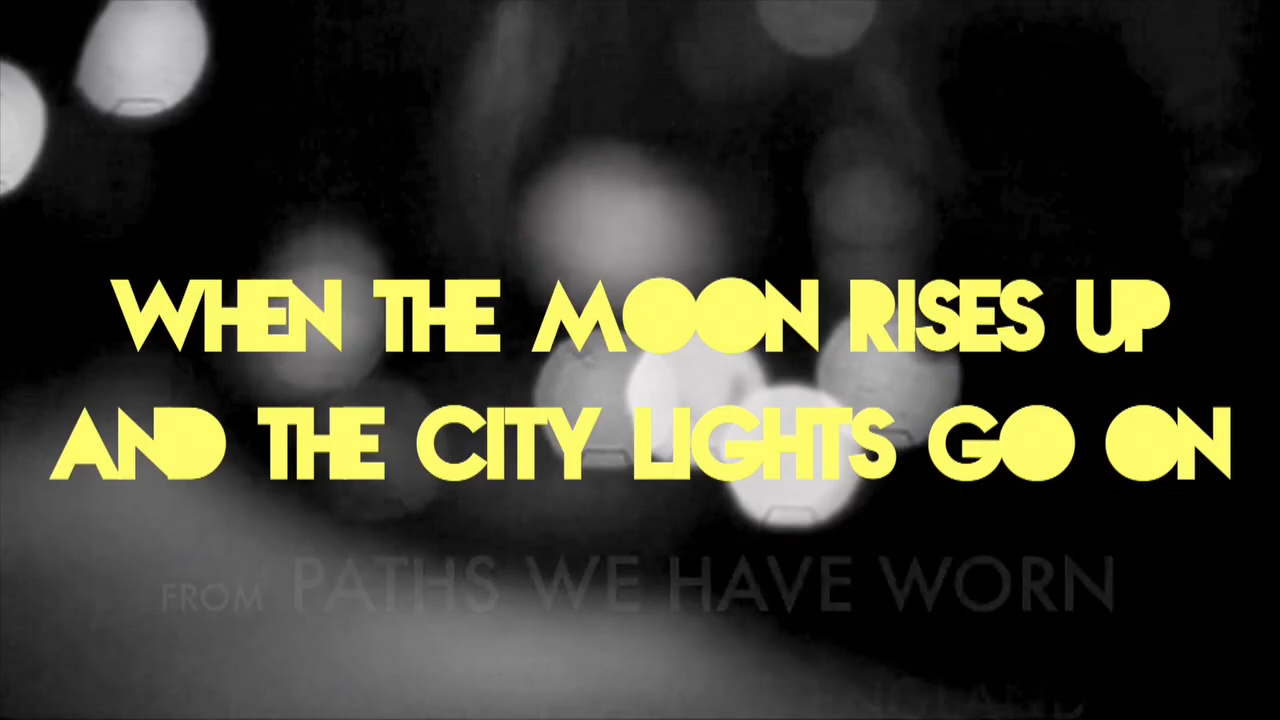 WHEN THE MOON RISES UP
AND THE CITY LIGHTS GO ON
FROM PATHS WE HAVE WORN